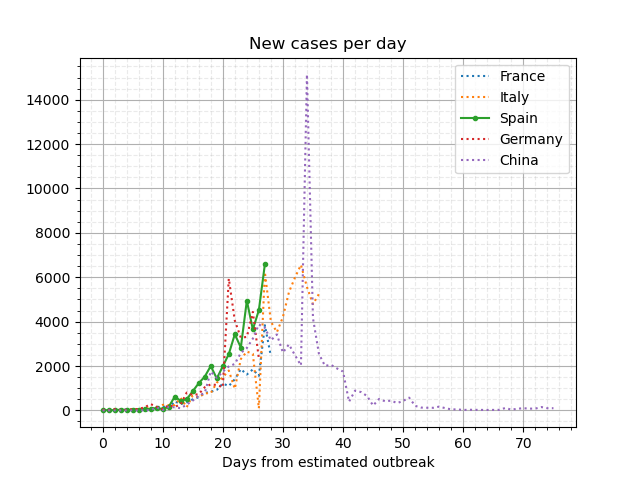 New cases per day
France
Italy
Spain
Germany
China
14000
12000
10000
8000
6000
4000
2000
0
0 10 20 30 40 50 60 70
Days from estimated outbreak